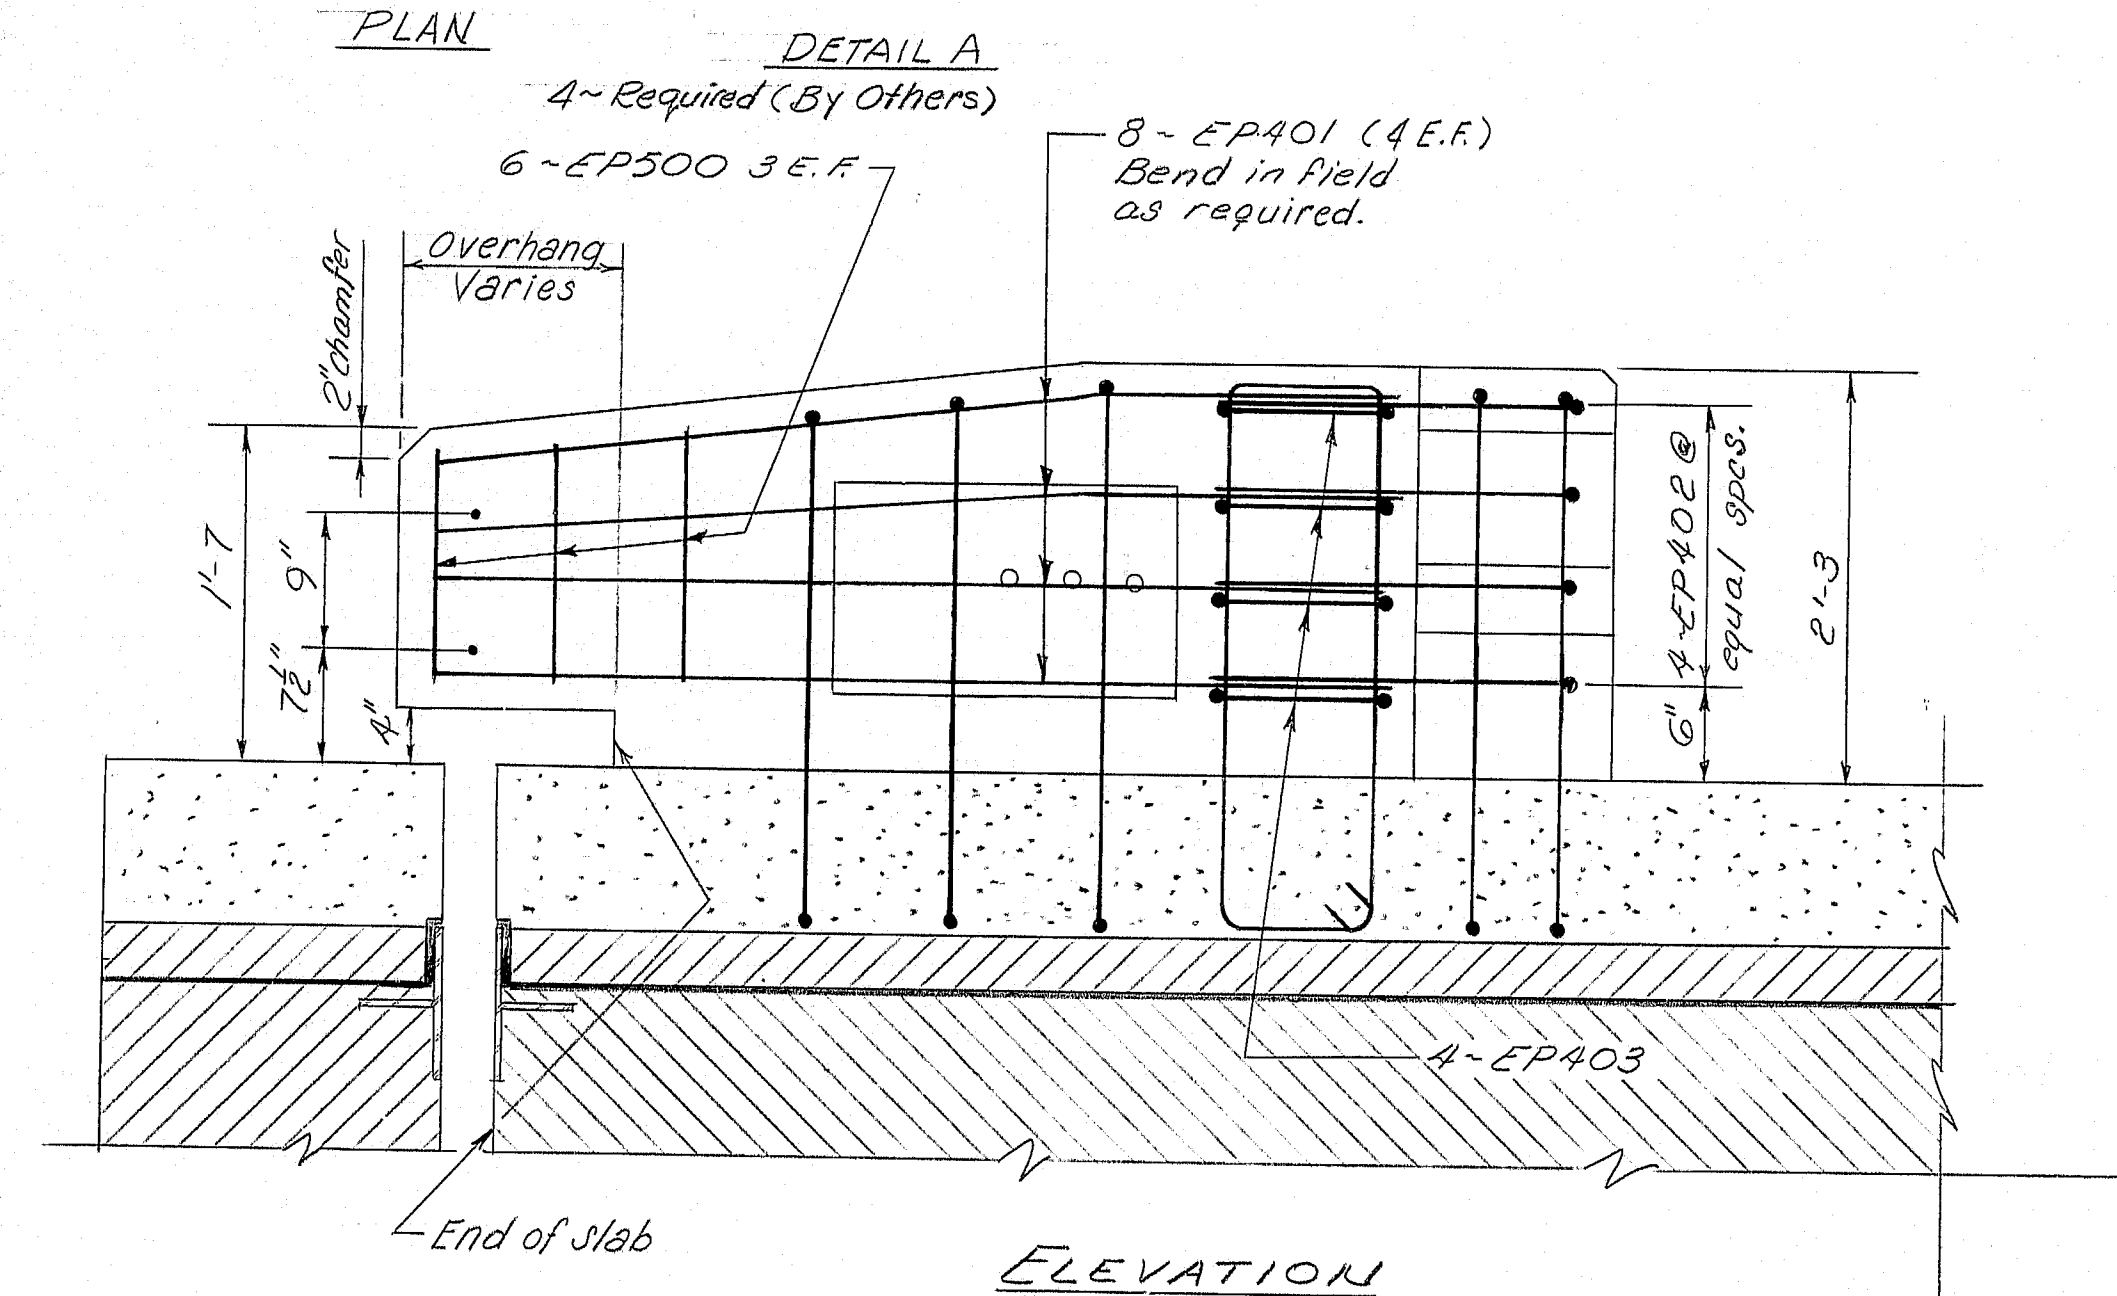 PLAN
DETAIL A
4~Required (By Others)
6~EP500 3 E.F.
8~EP401 (4 E.F.)
Bend in field
as required.
Overhang
Varies
2" chamfer
1'-7
9"
7½"
4"
4~EP402 @
equal spcs.
6"
2'-3
4~EP403
End of slab
ELEVATION